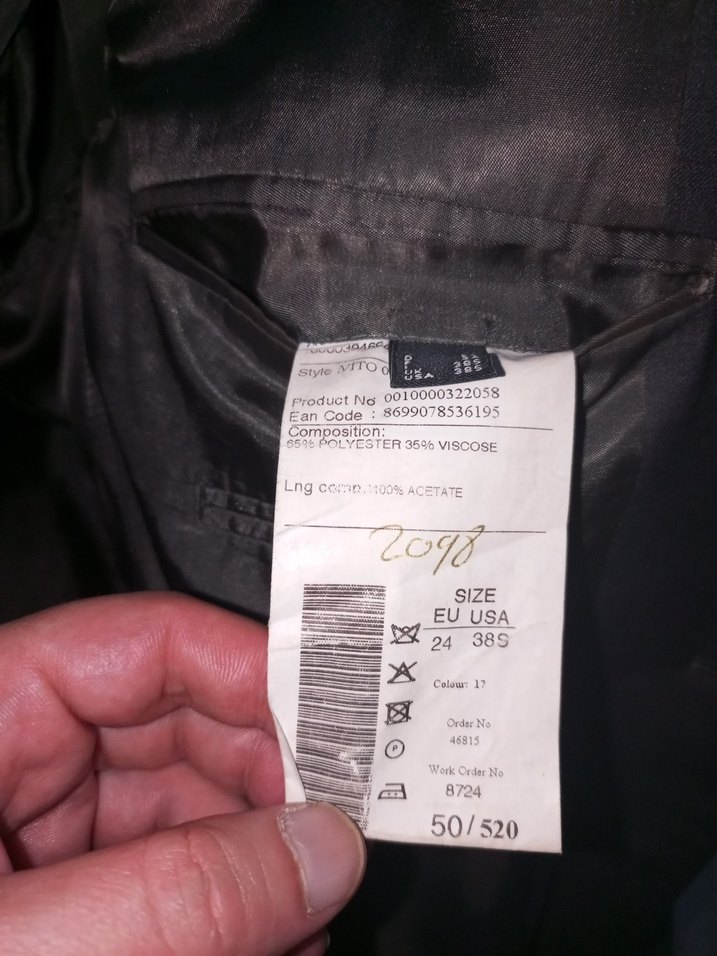 Style :VITO 0
Product No 0010000322058
Ean Code : 8699078536195
Composition:
65% POLYESTER 35% VISCOSE
Lng comp.:100% ACETATE
2098
SIZE
EU USA
24 38S
Colour: 17
Order No
46815
Work Order No
8724
50/520
P